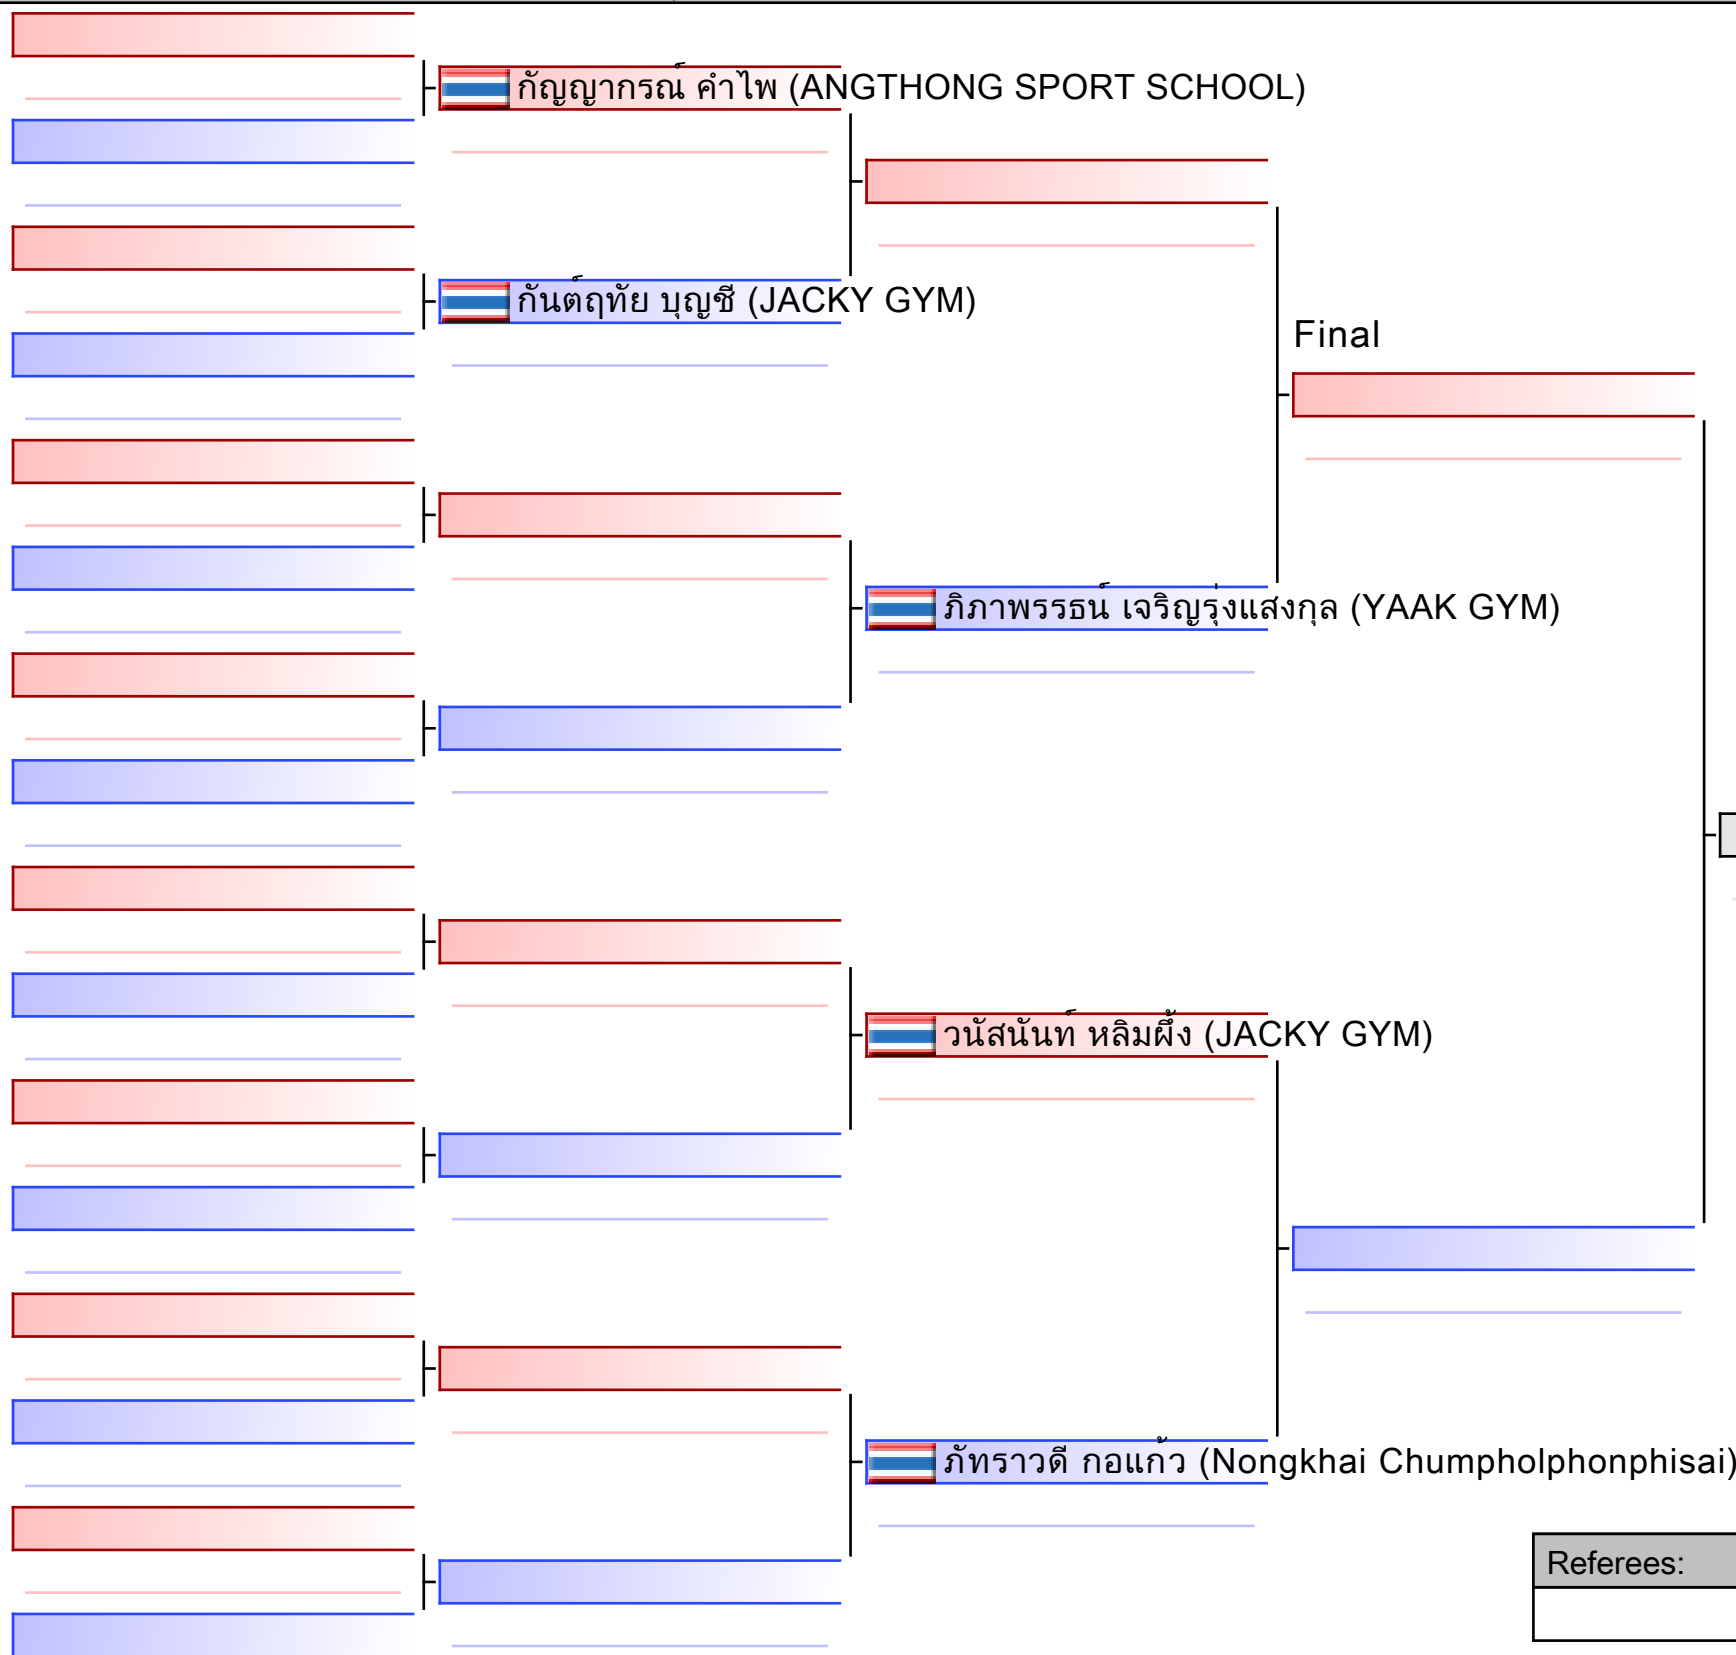 กัญญากรณ์ คำไพ (ANGTHONG SPORT SCHOOL)
กันต์ฤทัย บุญชี (JACKY GYM)
Final
ภิภาพรรธน์ เจริญรุ่งแสงกุล (YAAK GYM)
วนัสนันท์ หลิมผึ้ง (JACKY GYM)
ภัทราวดี กอแก้ว (Nongkhai Chumpholphonphisai)
Referees: